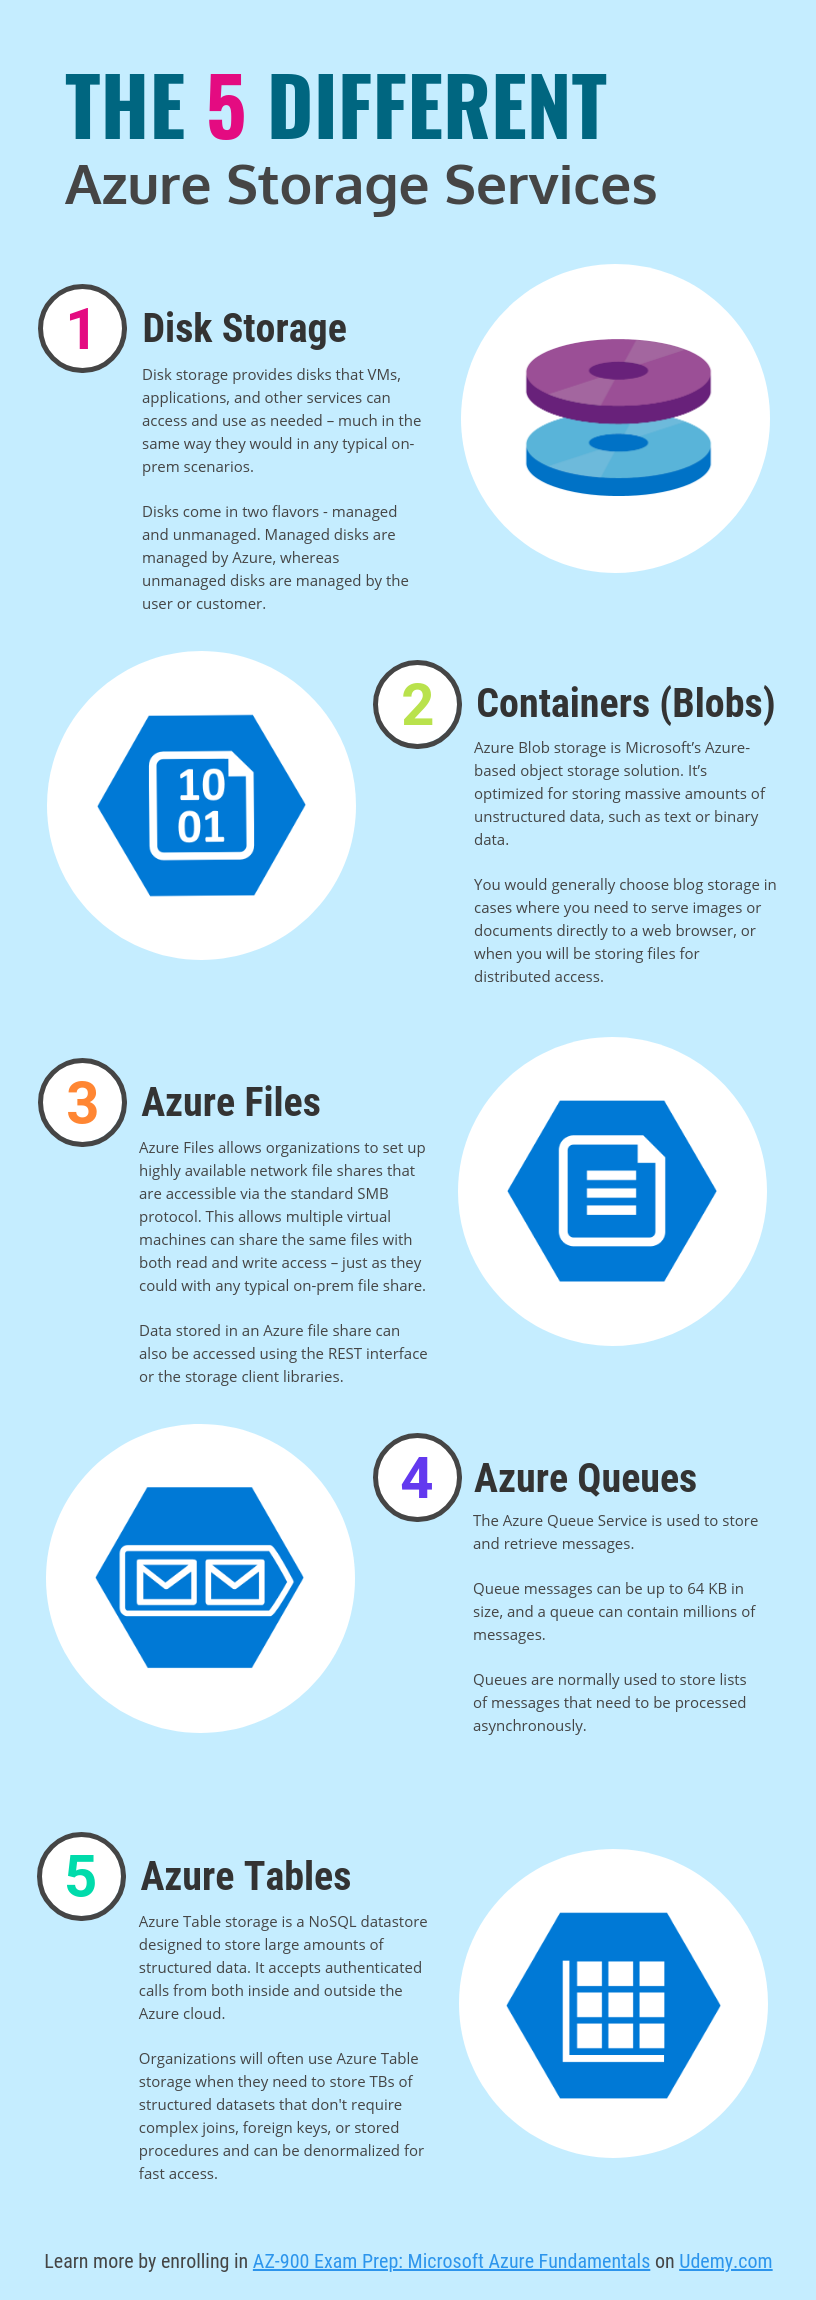 THE 5 DIFFERENT
Azure Storage Services
1
Disk Storage
Disk storage provides disks that VMs,
applications, and other services can
access and use as needed – much in the
same way they would in any typical on-
prem scenarios.
Disks come in two flavors - managed
and unmanaged. Managed disks are
managed by Azure, whereas
unmanaged disks are managed by the
user or customer.
10
01
2
Containers (Blobs)
Azure Blob storage is Microsoft's Azure-
based object storage solution. It's
optimized for storing massive amounts of
unstructured data, such as text or binary
data.
You would generally choose blog storage in
cases where you need to serve images or
documents directly to a web browser, or
when you will be storing files for
distributed access.
3
Azure Files
Azure Files allows organizations to set up
highly available network file shares that
are accessible via the standard SMB
protocol. This allows multiple virtual
machines can share the same files with
both read and write access – just as they
could with any typical on-prem file share.
Data stored in an Azure file share can
also be accessed using the REST interface
or the storage client libraries.
4
Azure Queues
The Azure Queue Service is used to store
and retrieve messages.
Queue messages can be up to 64 KB in
size, and a queue can contain millions of
messages.
Queues are normally used to store lists
of messages that need to be processed
asynchronously.
5
Azure Tables
Azure Table storage is a NoSQL datastore
designed to store large amounts of
structured data. It accepts authenticated
calls from both inside and outside the
Azure cloud.
Organizations will often use Azure Table
storage when they need to store TBs of
structured datasets that don't require
complex joins, foreign keys, or stored
procedures and can be denormalized for
fast access.
Learn more by enrolling in AZ-900 Exam Prep: Microsoft Azure Fundamentals on Udemy.com